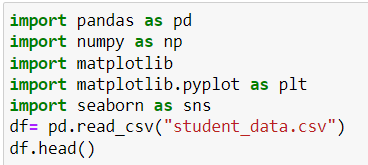 import pandas as pd
import numpy as np
import matplotlib
import matplotlib.pyplot as plt
import seaborn as sns
df= pd.read_csv("student_data.csv")
df.head()